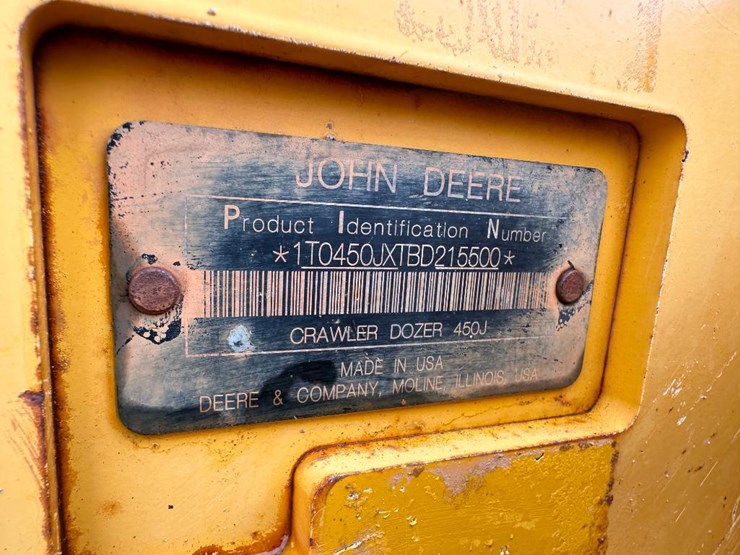 JOHN DEERE
Product Identification Number
*1T0450JXTBD215500*
CRAWLER DOZER 450J
MADE IN USA
DEERE & COMPANY, MOLINE, ILLINOIS, USA